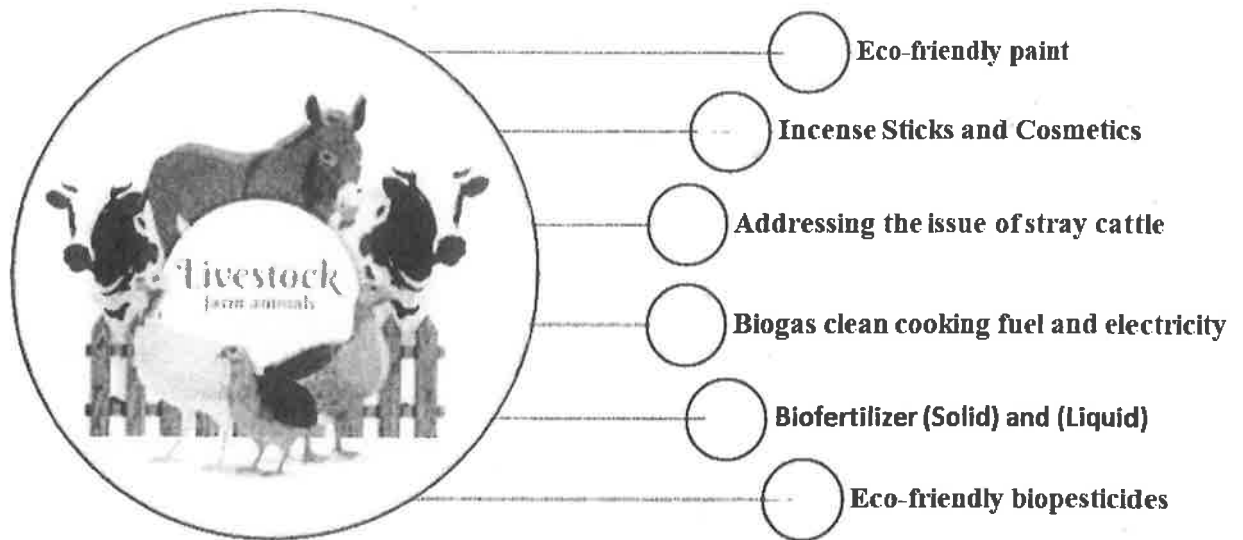 Eco-friendly paint
Incense Sticks and Cosmetics
Addressing the issue of stray cattle
Livestock
farm animals
Biogas clean cooking fuel and electricity
Biofertilizer (Solid) and (Liquid)
Eco-friendly biopesticides